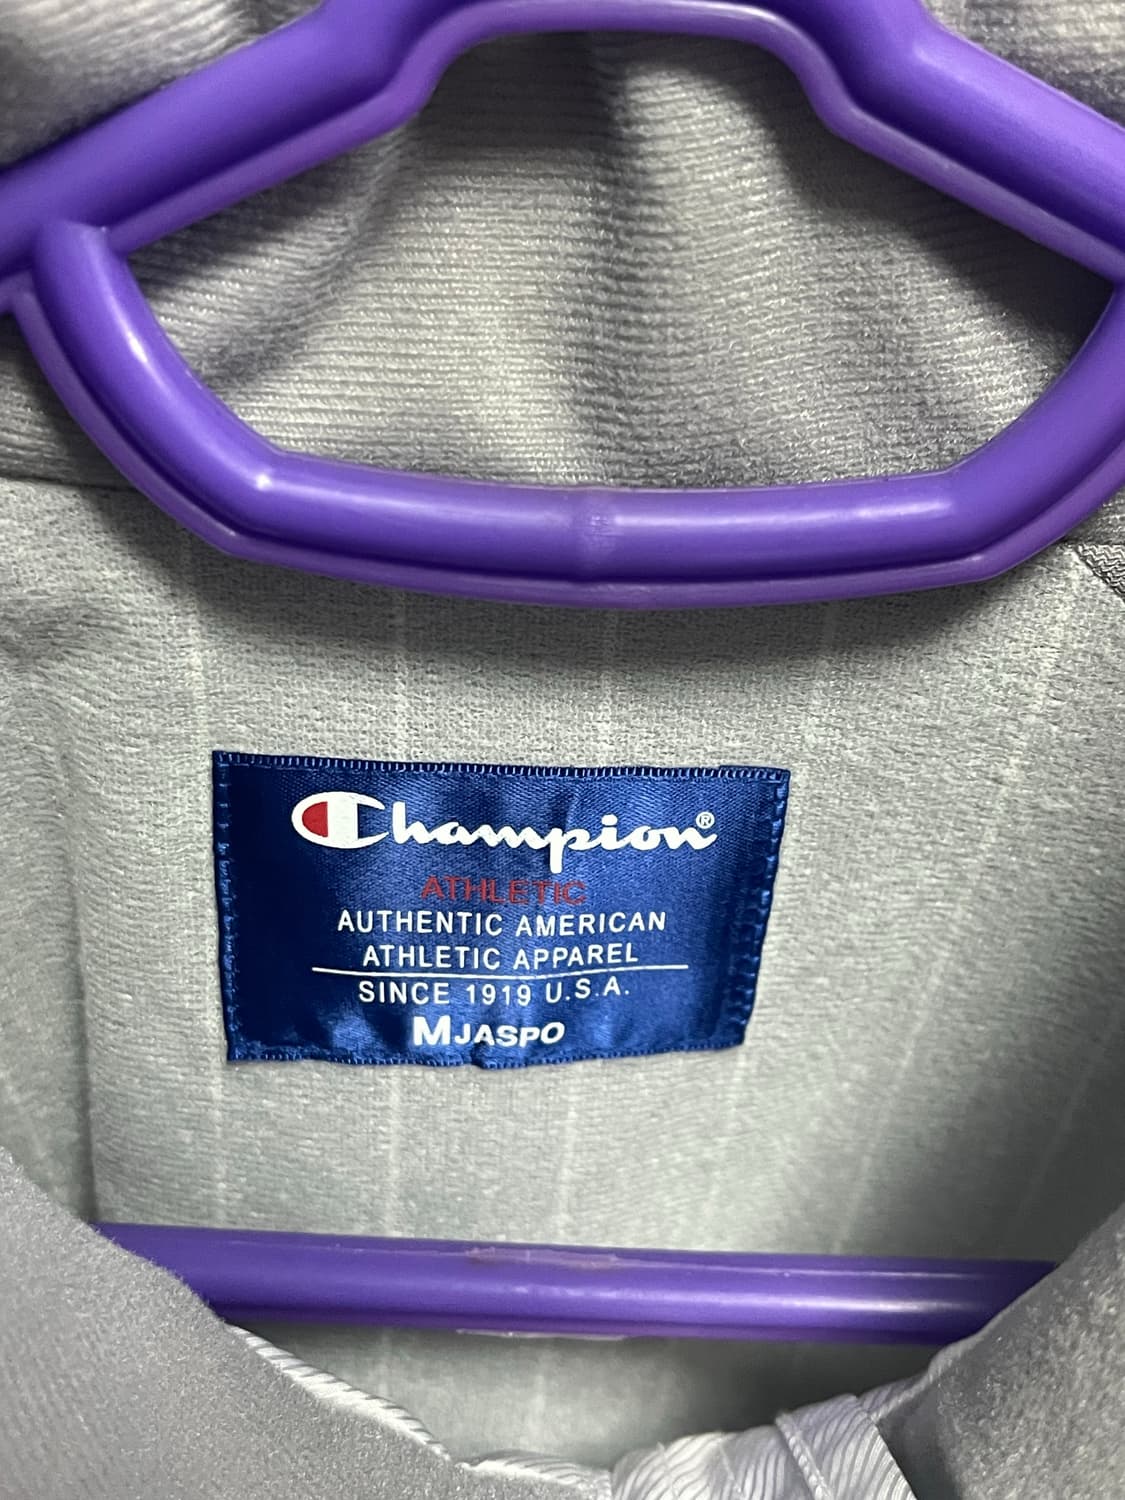 Champion®
ATHLETIC
AUTHENTIC AMERICAN
ATHLETIC APPAREL
SINCE 1919 U.S.A.
MJASPO